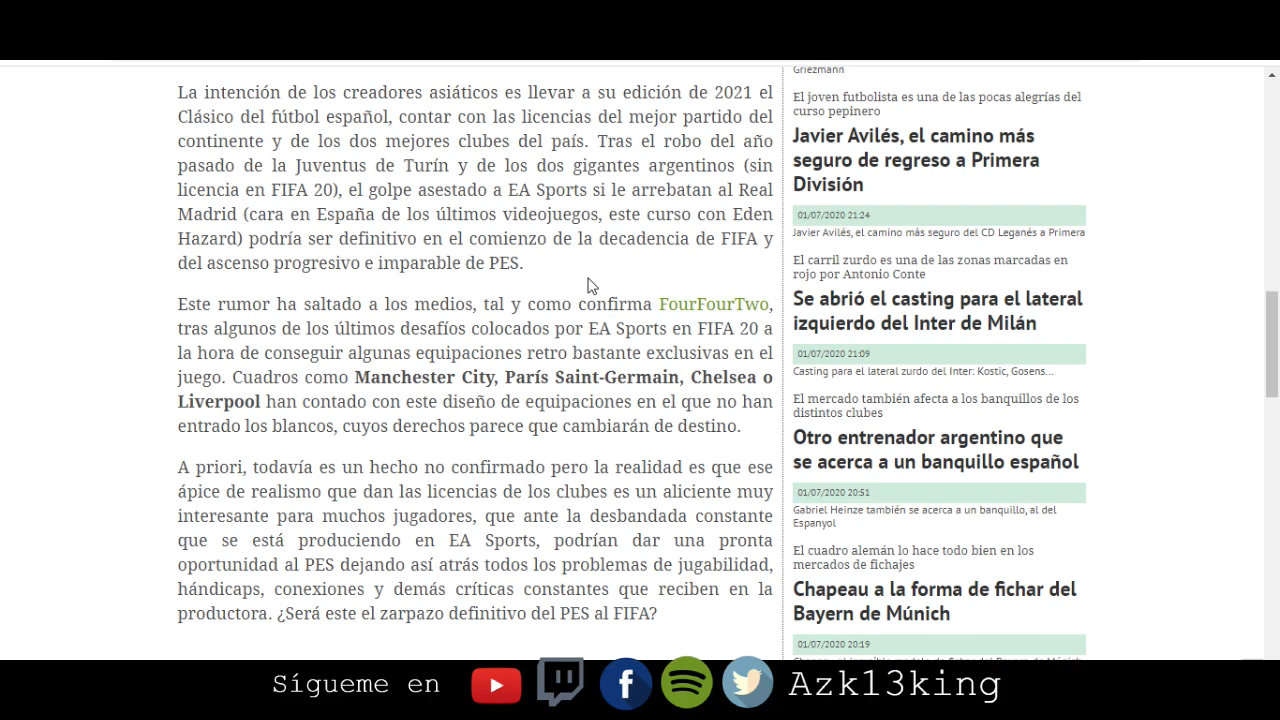 La intención de los creadores asiáticos es llevar a su edición de 2021 el
Clásico del fútbol español, contar con las licencias del mejor partido del
continente y de los dos mejores clubes del país. Tras el robo del año
pasado de la Juventus de Turín y de los dos gigantes argentinos (sin
licencia en FIFA 20), el golpe asestado a EA Sports si le arrebatan al Real
Madrid (cara en España de los últimos videojuegos, este curso con Eden
Hazard) podría ser definitivo en el comienzo de la decadencia de FIFA y
del ascenso progresivo e imparable de PES.
Este rumor ha saltado a los medios, tal y como confirma FourFourTwo,
tras algunos de los últimos desafíos colocados por EA Sports en FIFA 20 a
la hora de conseguir algunas equipaciones retro bastante exclusivas en el
juego. Cuadros como Manchester City, París Saint-Germain, Chelsea o
Liverpool han contado con este diseño de equipaciones en el que no han
entrado los blancos, cuyos derechos parece que cambiarán de destino.
A priori, todavía es un hecho no confirmado pero la realidad es que ese
ápice de realismo que dan las licencias de los clubes es un aliciente muy
interesante para muchos jugadores, que ante la desbandada constante
que se está produciendo en EA Sports, podrían dar una pronta
oportunidad al PES dejando así atrás todos los problemas de jugabilidad,
hándicaps, conexiones y demás críticas constantes que reciben en la
productora. ¿Será este el zarpazo definitivo del PES al FIFA?
Griezmann
El joven futbolista es una de las pocas alegrías del
curso pepinero
Javier Avilés, el camino más
seguro de regreso a Primera
División
01/07/2020 21:24
Javier Avilés, el camino más seguro del CD Leganés a Primera
El carril zurdo es una de las zonas marcadas en
rojo por Antonio Conte
Se abrió el casting para el lateral
izquierdo del Inter de Milán
01/07/2020 21:09
Casting para el lateral zurdo del Inter: Kostic, Gosens...
El mercado también afecta a los banquillos de los
distintos clubes
Otro entrenador argentino que
se acerca a un banquillo español
01/07/2020 20:51
Gabriel Heinze también se acerca a un banquillo, al del
Espanyol
El cuadro alemán lo hace todo bien en los
mercados de fichajes
Chapeau a la forma de fichar del
Bayern de Múnich
01/07/2020 20:19
Sígueme en
Azk13king